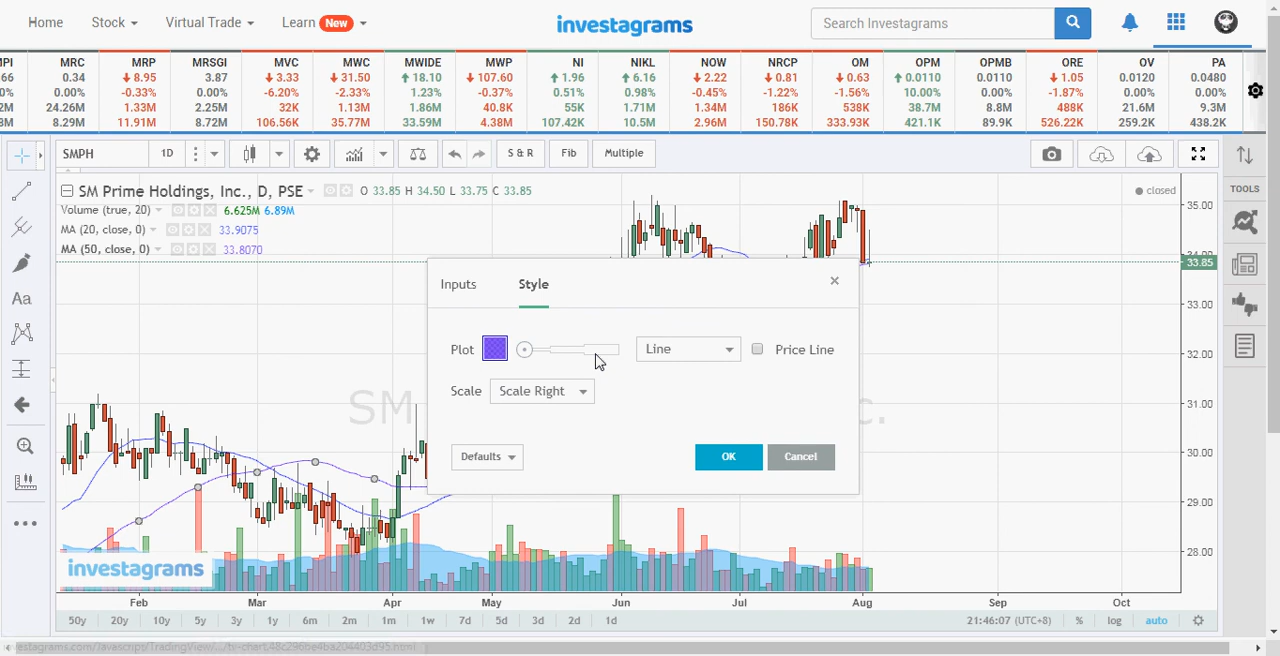 Home Stock Virtual Trade Learn New investagrams Search Investagrams
MPI MRC MRP MRSGI MVC MWC MWIDE MWP NI NIKL NOW NRCP OM OPM OPMB ORE OV PA
66 0.34 8.95 3.87 3.33 31.50 18.10 107.60 1.96 6.16 2.22 0.81 0.63 0.0110 0.0110 1.05 0.0120 0.0480
0% 0.00% -0.33% 0.00% -6.20% -2.33% 1.23% -0.37% 0.51% 0.98% -0.45% -1.22% -1.56% 10.00% 0.00% -1.87% 0.00% 0.00%
2M 24.26M 1.33M 2.25M 32K 1.13M 1.86M 40.8K 55K 1.71M 1.34M 186K 538K 38.7M 8.8M 488K 21.6M 9.3M
8M 8.29M 11.91M 8.72M 106.56K 35.77M 33.59M 4.38M 107.42K 10.5M 2.96M 150.78K 333.93K 421.1K 89.9K 526.22K 259.2K 438.2K
SMPH 1D S & R Fib Multiple
SM Prime Holdings, Inc., D, PSE O 33.85 H 34.50 L 33.75 C 33.85 closed
Volume (true, 20) 6.625M 6.89M
MA (20, close, 0) 33.9075
MA (50, close, 0) 33.8070
TOOLS
Aa
35.00
33.85
33.00
32.00
31.00
30.00
29.00
28.00
Inputs Style
Plot Line Price Line
Scale Scale Right
Defaults OK Cancel
SM
c.
investagrams
Feb Mar Apr May Jun Jul Aug Sep Oct
50y 20y 10y 5y 3y 1y 6m 2m 1m 1w 7d 5d 3d 2d 1d 21:46:07 (UTC+8) % log auto